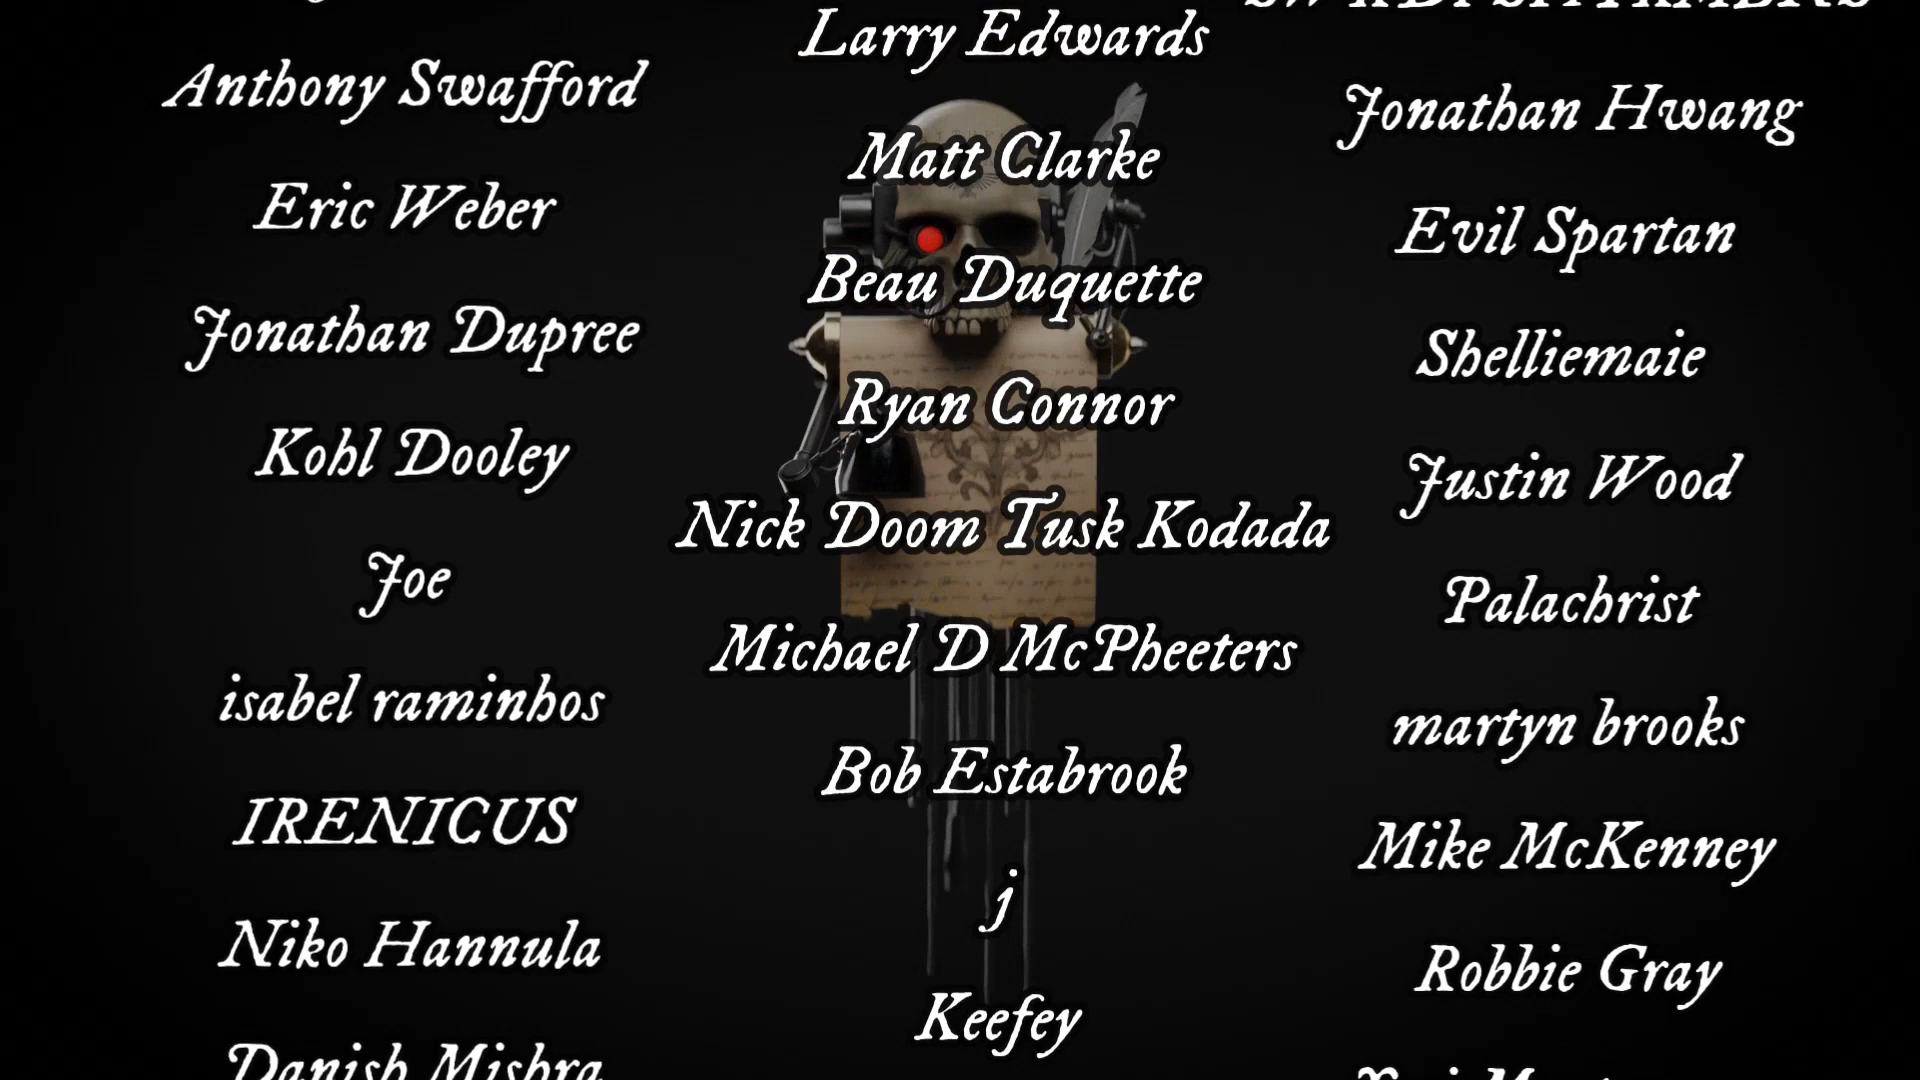 Anthony Swafford
Eric Weber
Jonathan Dupree
Kohl Dooley
Joe
isabel raminhos
IRENICUS
Niko Hannula
Danish Mishra
Larry Edwards
Matt Clarke
Beau Duquette
Ryan Connor
Nick Doom Tusk Kodada
Michael D McPheeters
Bob Estabrook
j
Keefey
Jonathan Hwang
Evil Spartan
Shelliemaie
Justin Wood
Palachrist
martyn brooks
Mike McKenney
Robbie Gray